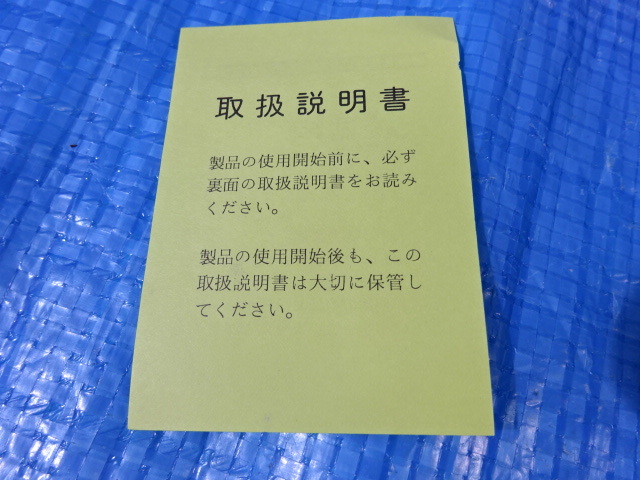 取扱説明書
製品の使用開始前に、必ず
裏面の取扱説明書をお読み
ください。
製品の使用開始後も、この
取扱説明書は大切に保管し
てください。